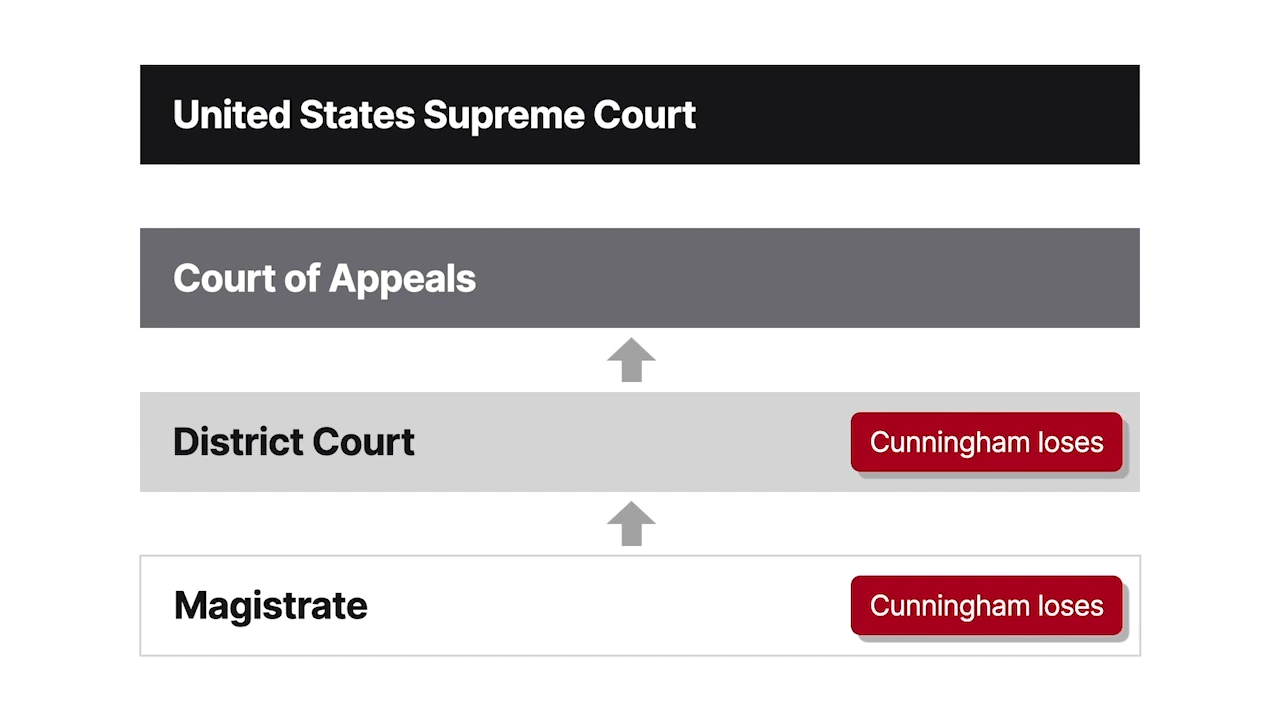 United States Supreme Court
Court of Appeals
District Court
Cunningham loses
Magistrate
Cunningham loses